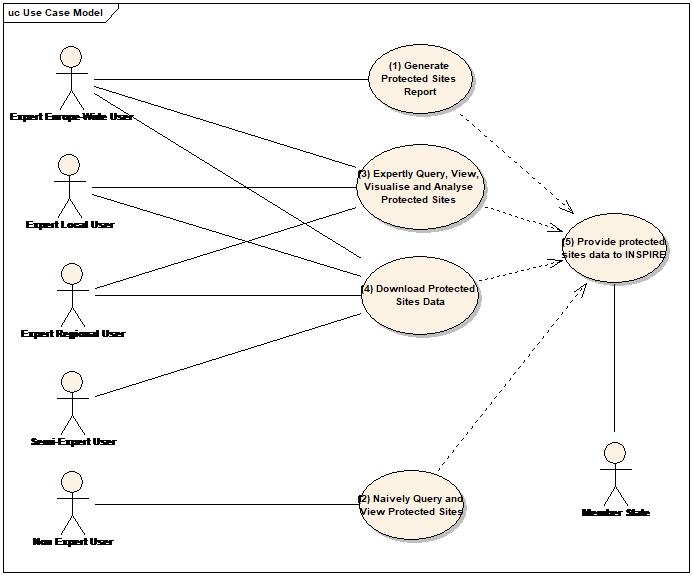 uc Use Case Model
Expert Europe-Wide User
(1) Generate
Protected Sites
Report
Expert Local User
(3) Expertly Query, View,
Visualise and Analyse
Protected Sites
(5) Provide protected
sites data to INSPIRE
Expert Regional User
(4) Download Protected
Sites Data
Semi-Expert User
Non Expert User
(2) Naively Query and
View Protected Sites
Member State